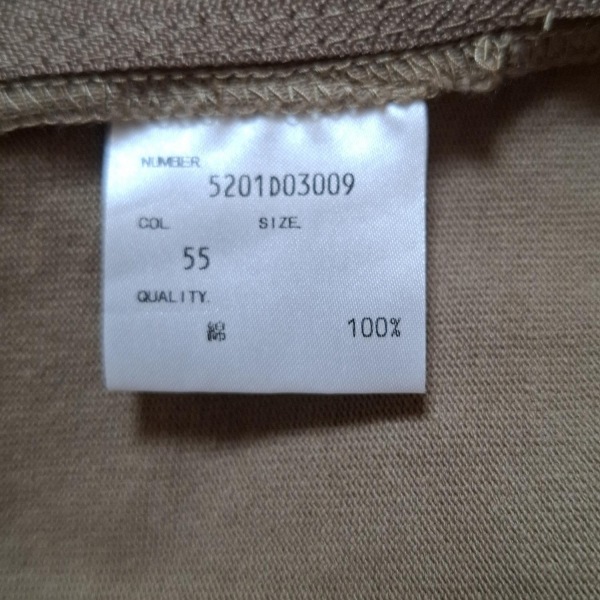 NUMBER.
5201D03009
COL. SIZE.
55
QUALITY.
綿 100%